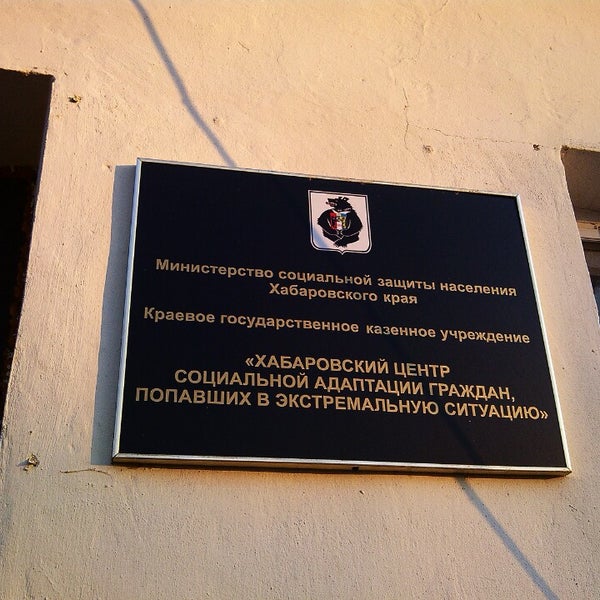 Министерство социальной защиты населения
Хабаровского края
Краевое государственное казенное учреждение
«ХАБАРОВСКИЙ ЦЕНТР
СОЦИАЛЬНОЙ АДАПТАЦИИ ГРАЖДАН,
ПОПАВШИХ В ЭКСТРЕМАЛЬНУЮ СИТУАЦИЮ»